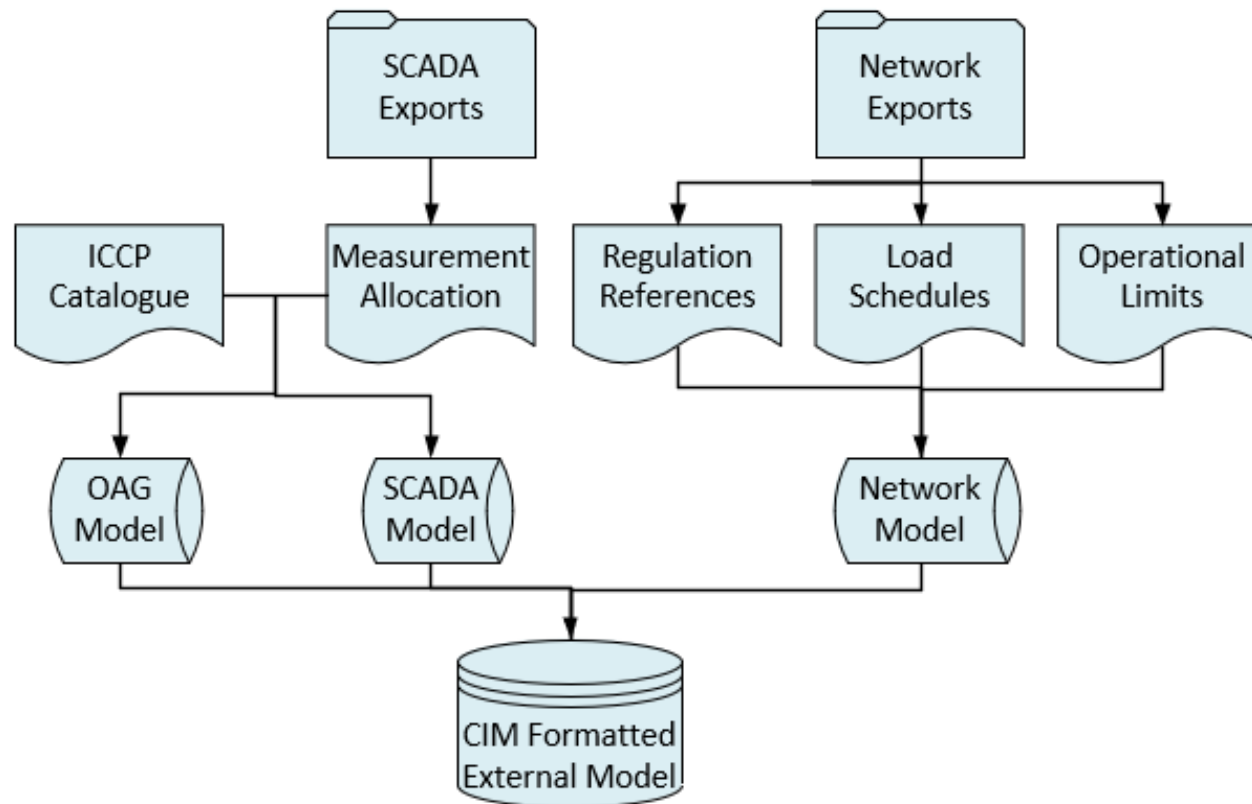 SCADA
Exports
Network
Exports
ICCP
Catalogue
Measurement
Allocation
Regulation
References
Load
Schedules
Operational
Limits
OAG
Model
SCADA
Model
Network
Model
CIM Formatted
External Model